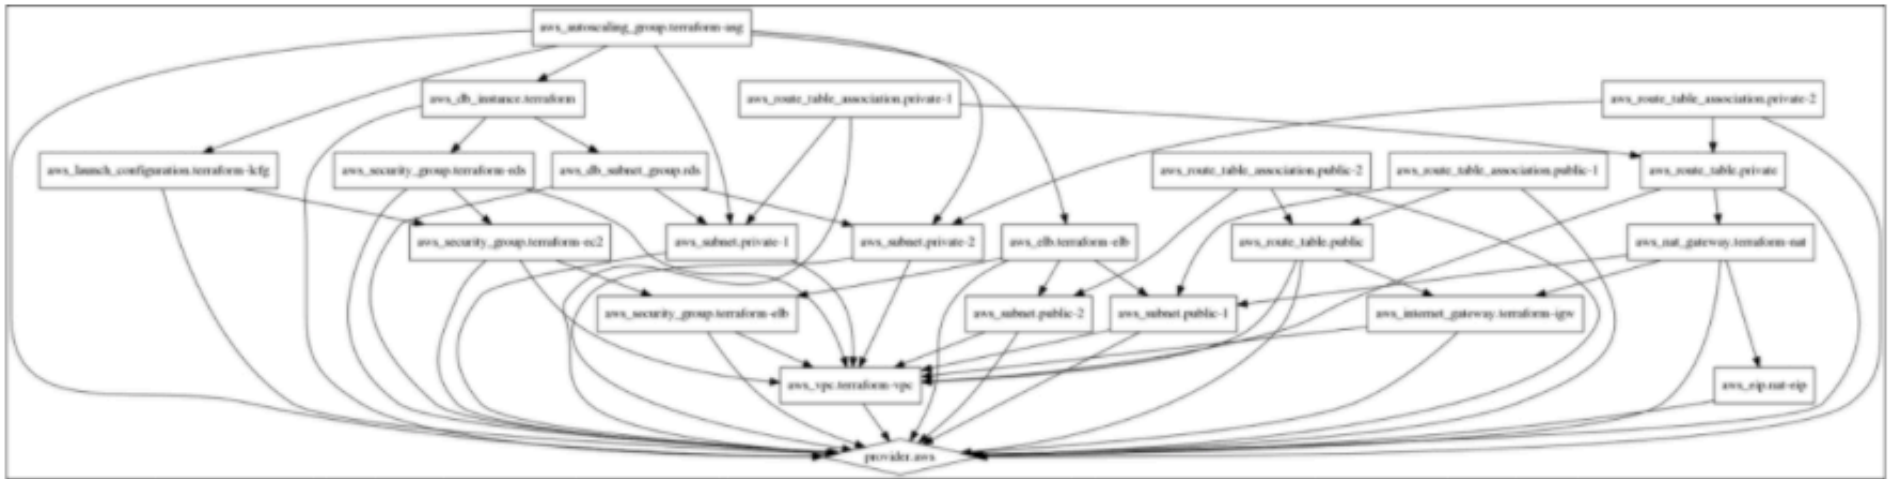 aws_autoscaling_group.terraform-asg
aws_db_instance.terraform
aws_route_table_association.private-1
aws_route_table_association.private-2
aws_launch_configuration.terraform-lcfg
aws_security_group.terraform-rds
aws_db_subnet_group.rds
aws_route_table_association.public-2
aws_route_table_association.public-1
aws_route_table.private
aws_security_group.terraform-ec2
aws_subnet.private-1
aws_subnet.private-2
aws_elb.terraform-elb
aws_route_table.public
aws_nat_gateway.terraform-nat
aws_security_group.terraform-elb
aws_subnet.public-2
aws_subnet.public-1
aws_internet_gateway.terraform-igw
aws_vpc.terraform-vpc
aws_eip.nat-eip
provider.aws